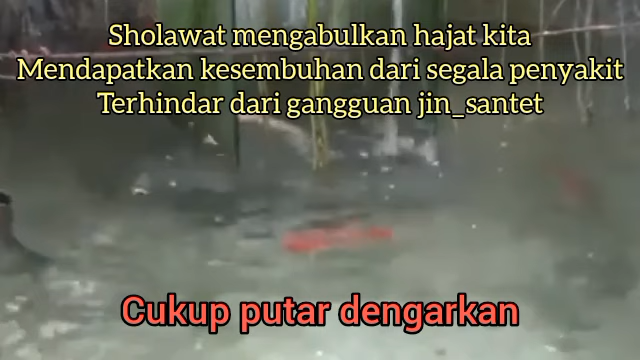 Sholawat mengabulkan hajat kita
Mendapatkan kesembuhan dari segala penyakit
Terhindar dari gangguan jin_santet
Cukup putar dengarkan